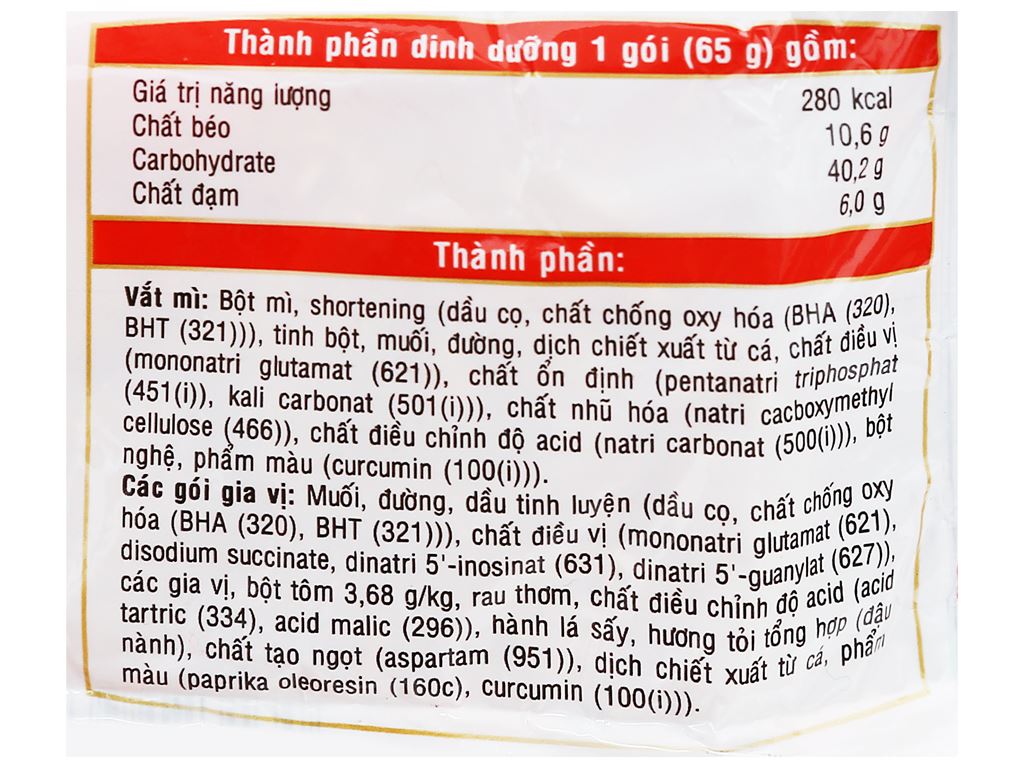 Thành phần dinh dưỡng 1 gói (65 g) gồm:
Giá trị năng lượng 280 kcal
Chất béo 10,6 g
Carbohydrate 40,2 g
Chất đạm 6,0 g
Thành phần:
Vắt mì: Bột mì, shortening (dầu cọ, chất chống oxy hóa (BHA (320),
BHT (321))), tinh bột, muối, đường, dịch chiết xuất từ cá, chất điều vị
(mononatri glutamat (621)), chất ổn định (pentanatri triphosphat
(451(i)), kali carbonat (501(i))), chất nhũ hóa (natri cacboxymethyl
cellulose (466)), chất điều chỉnh độ acid (natri carbonat (500(i))), bột
nghệ, phẩm màu (curcumin (100(i))).
Các gói gia vị: Muối, đường, dầu tinh luyện (dầu cọ, chất chống oxy
hóa (BHA (320), BHT (321))), chất điều vị (mononatri glutamat (621),
disodium succinate, dinatri 5'-inosinat (631), dinatri 5'-guanylat (627)),
các gia vị, bột tôm 3,68 g/kg, rau thơm, chất điều chỉnh độ acid (acid
tartric (334), acid malic (296)), hành lá sấy, hương tỏi tổng hợp (đậu
nành), chất tạo ngọt (aspartam (951)), dịch chiết xuất từ cá, phẩm
màu (paprika oleoresin (160c), curcumin (100(i))).